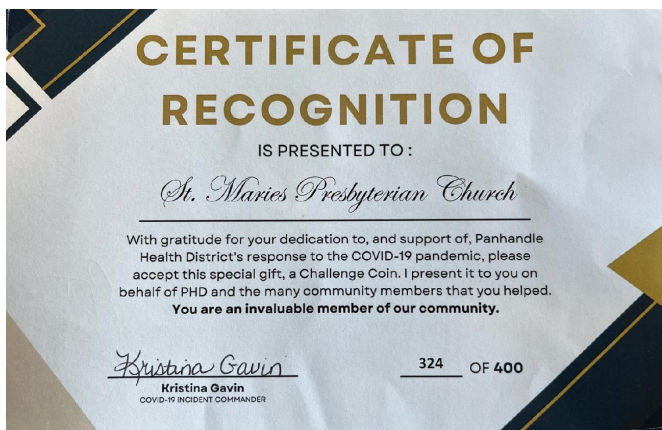 CERTIFICATE OF
RECOGNITION
IS PRESENTED TO :
St. Maries Presbyterian Church
With gratitude for your dedication to, and support of, Panhandle
Health District's response to the COVID-19 pandemic, please
accept this special gift, a Challenge Coin. I present it to you on
behalf of PHD and the many community members that you helped.
You are an invaluable member of our community.
Kristina Gavin
324 OF 400
Kristina Gavin
COVID-19 INCIDENT COMMANDER